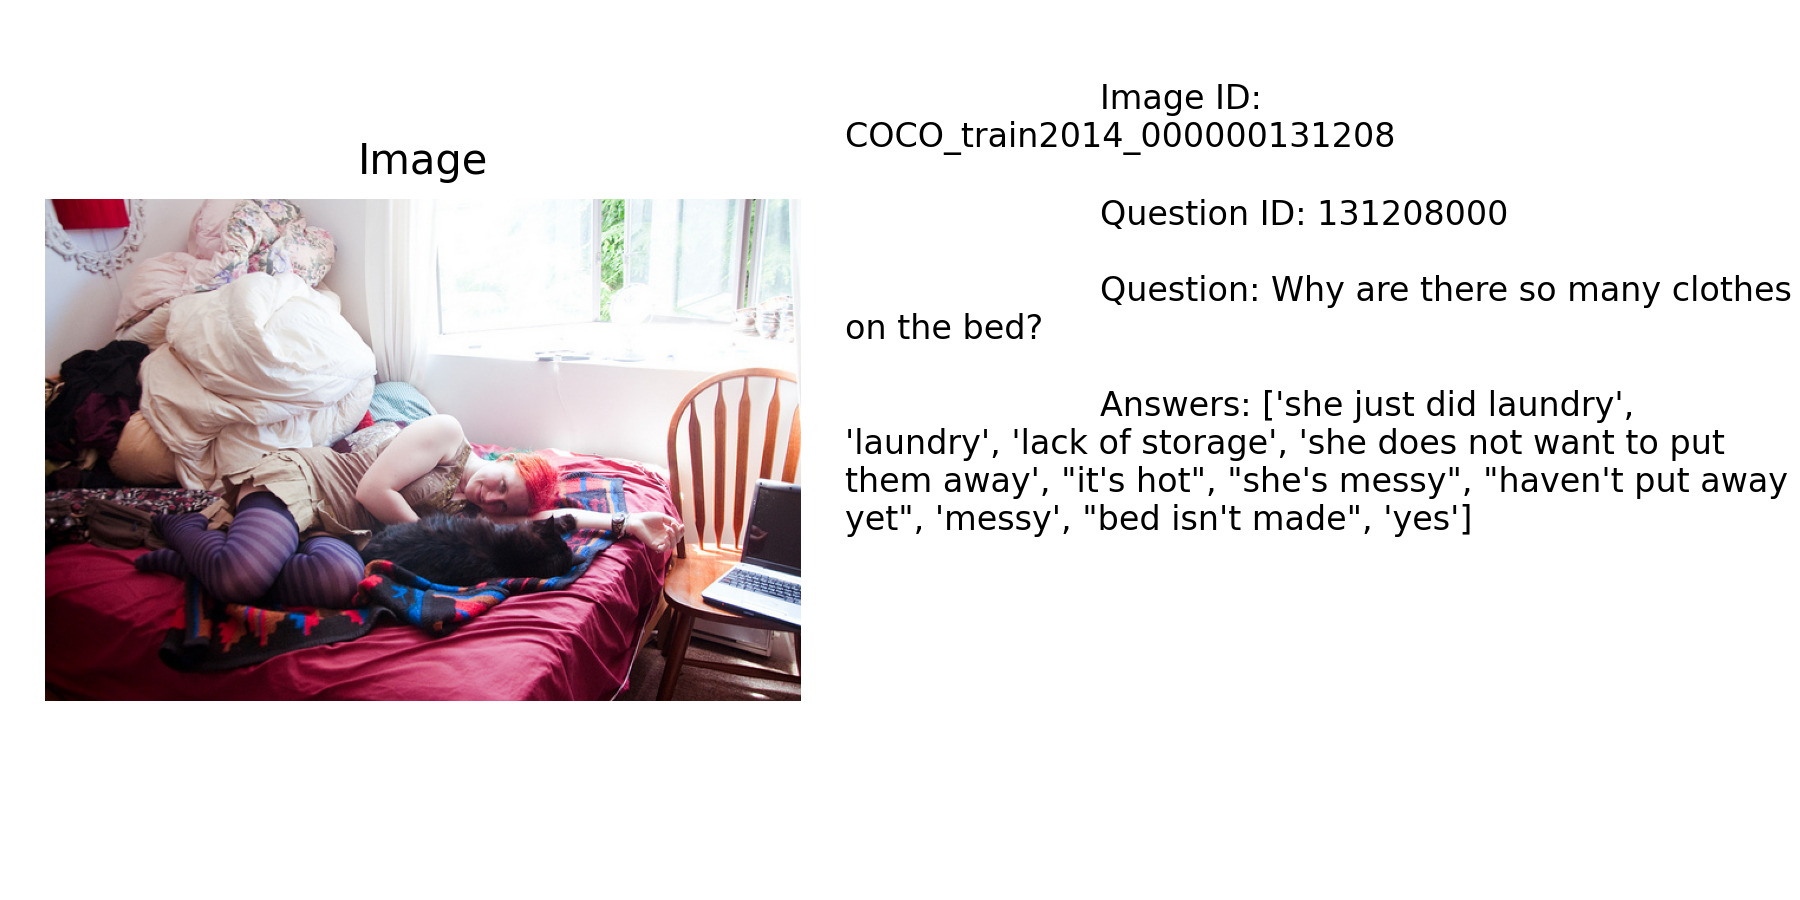 Image
Image ID:
COCO_train2014_000000131208
Question ID: 131208000
Question: Why are there so many clothes
on the bed?
Answers: ['she just did laundry',
'laundry', 'lack of storage', 'she does not want to put
them away', "it's hot", "she's messy", "haven't put away
yet", 'messy', "bed isn't made", 'yes']